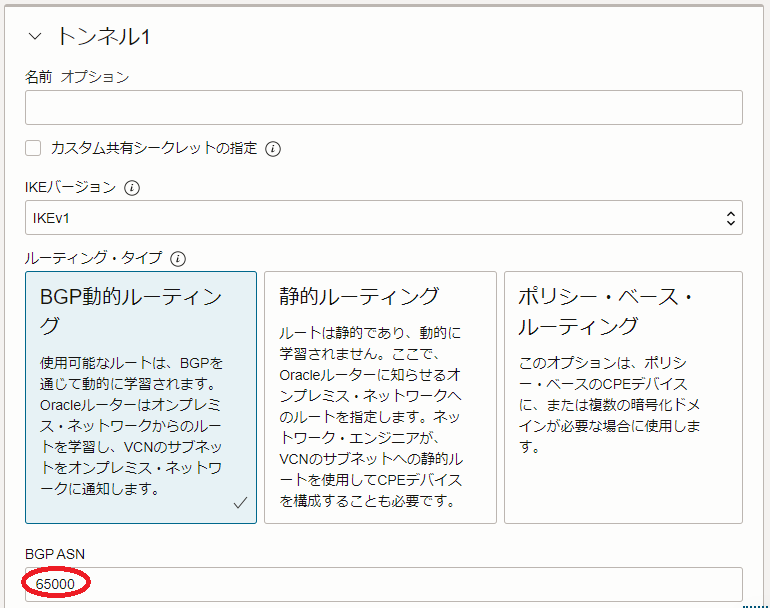 トンネル1
名前 オプション
カスタム共有シークレットの指定
IKEバージョン
IKEv1
ルーティング・タイプ
BGP動的ルーティン
グ
使用可能なルートは、BGPを
通じて動的に学習されます。
Oracleルーターはオンプレミ
ス・ネットワークからのルー
トを学習し、VCNのサブネッ
トをオンプレミス・ネットワ
ークに通知します。
静的ルーティング
ルートは静的であり、動的に
学習されません。ここで、
Oracleルーターに知らせるオ
ンプレミス・ネットワークへ
のルートを指定します。ネッ
トワーク・エンジニアが、
VCNのサブネットへの静的ル
ートを使用してCPEデバイス
を構成することも必要です。
ポリシー・ベース・
ルーティング
このオプションは、ポリシ
ー・ベースのCPEデバイス
に、または複数の暗号化ドメ
インが必要な場合に使用しま
す。
BGP ASN
65000